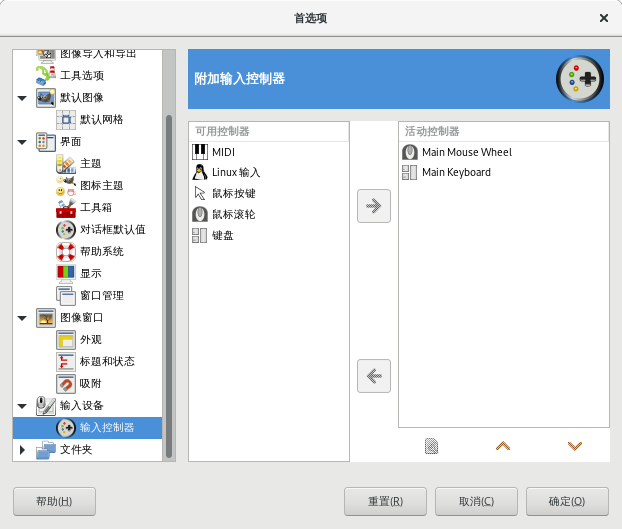 首选项
图像导入和导出
工具选项
默认图像
默认网格
界面
主题
图标主题
工具箱
对话框默认值
帮助系统
显示
窗口管理
图像窗口
外观
标题和状态
吸附
输入设备
输入控制器
文件夹
附加输入控制器
可用控制器
MIDI
Linux 输入
鼠标按键
鼠标滚轮
键盘
活动控制器
Main Mouse Wheel
Main Keyboard
帮助(H)
重置(R)
取消(C)
确定(O)